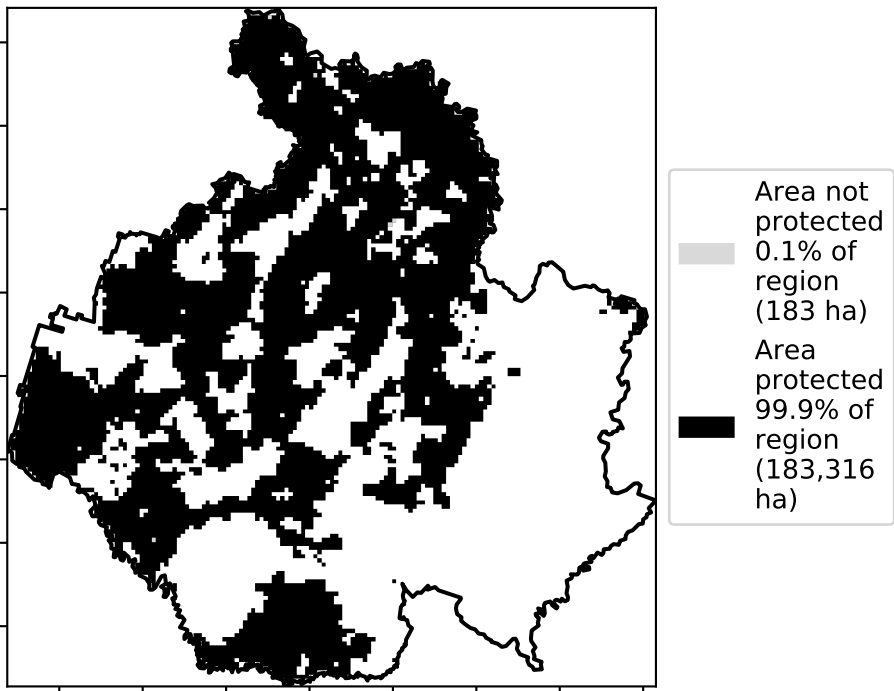 Area not
protected
0.1% of
region
(183 ha)
Area
protected
99.9% of
region
(183,316
ha)